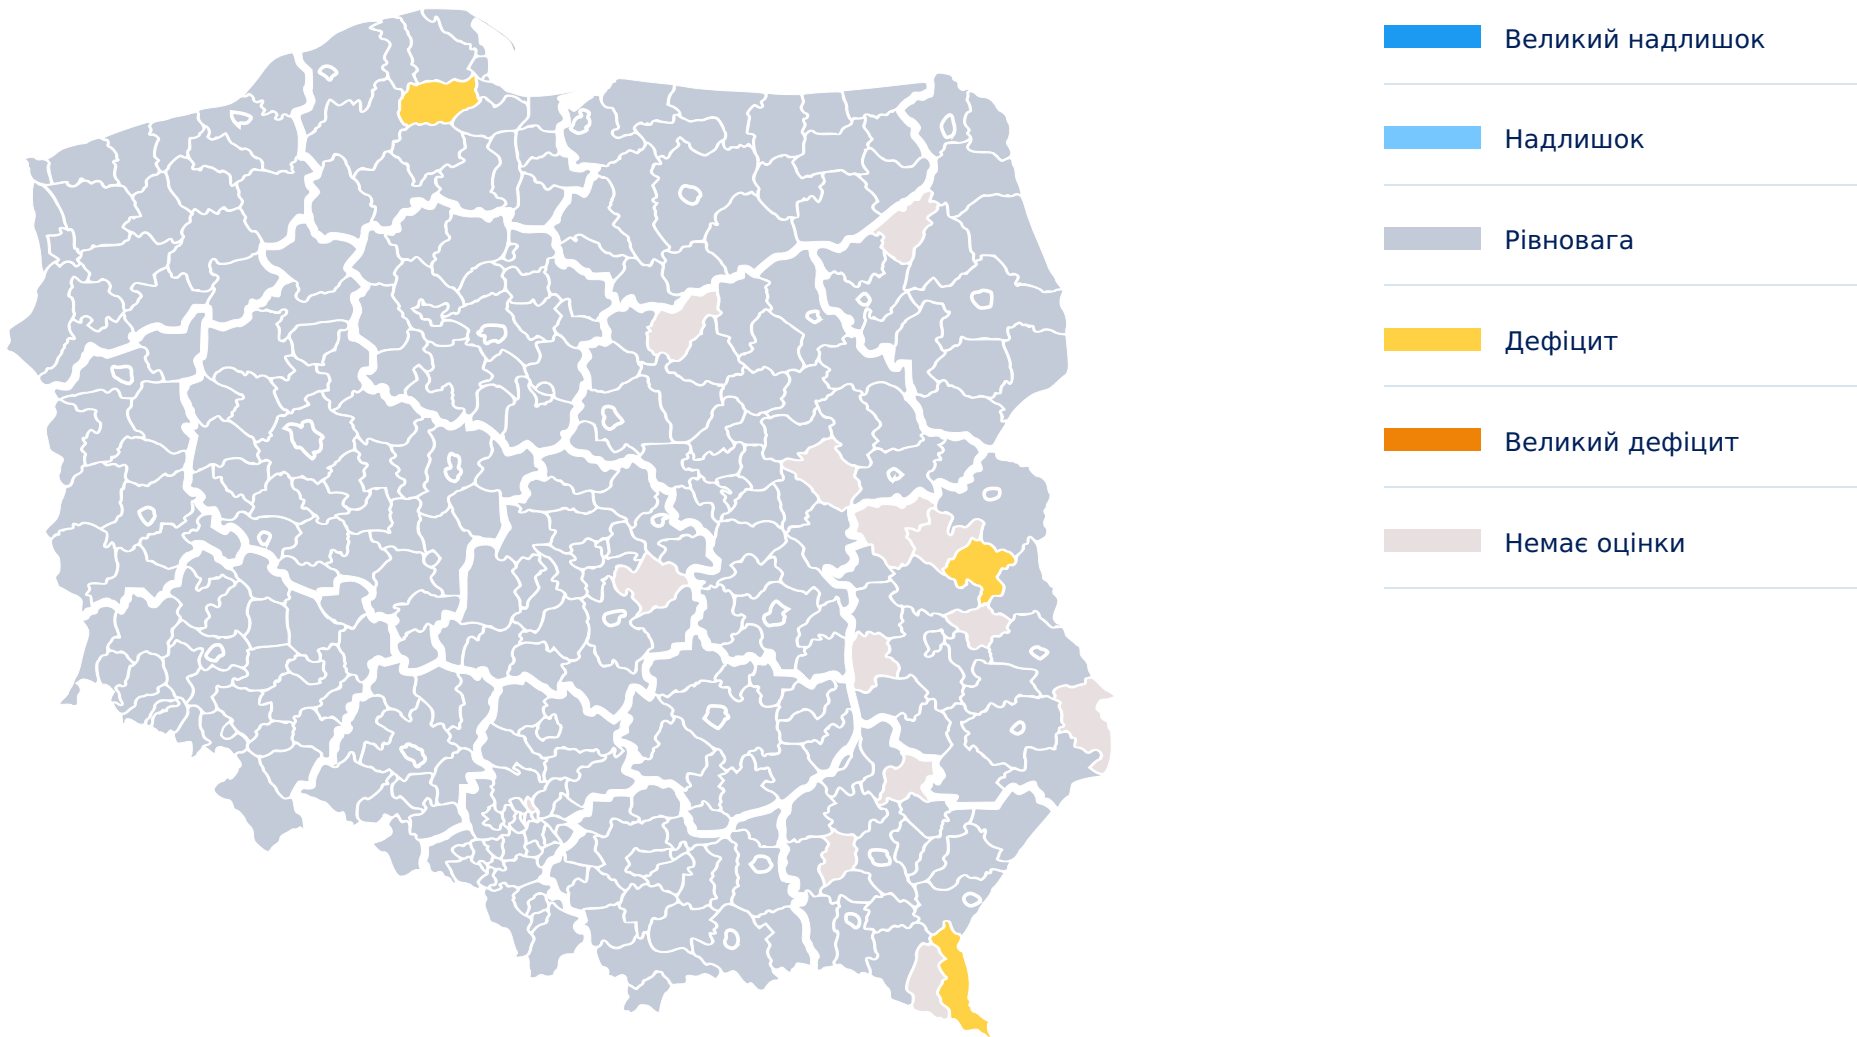 Великий надлишок
Надлишок
Рівновага
Дефіцит
Великий дефіцит
Немає оцінки